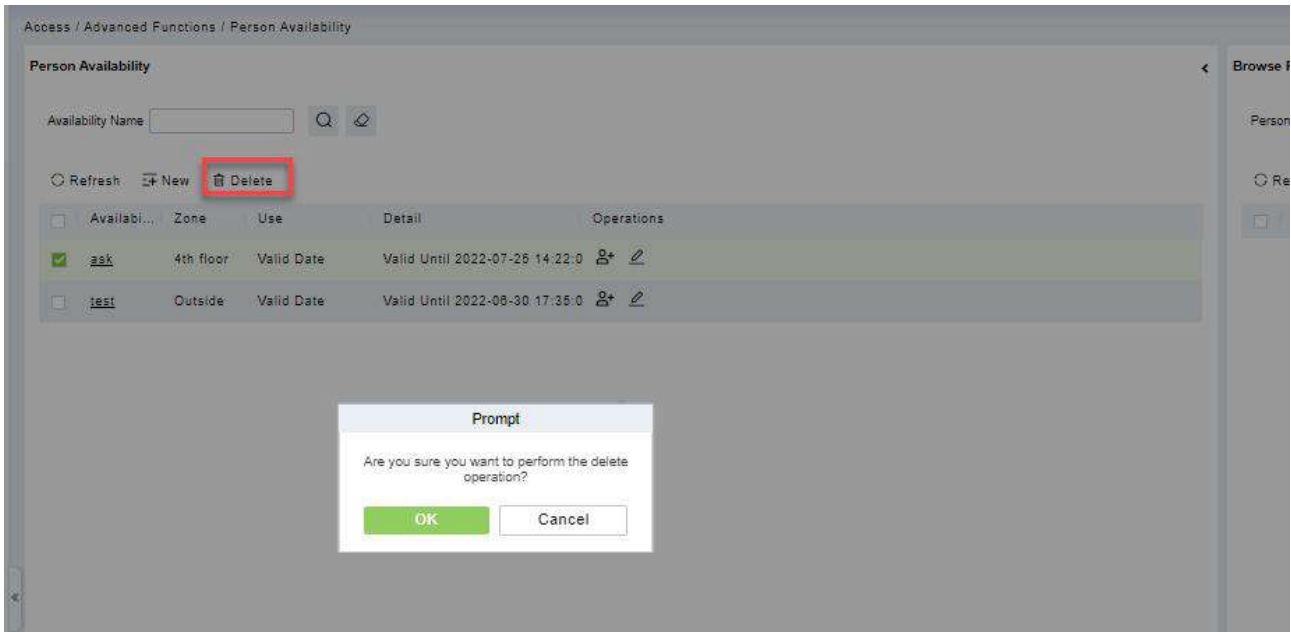 Access / Advanced Functions / Person Availability
Person Availability
Browse
Availability Name
Person
Refresh New Delete
Re
Availabi... Zone Use Detail Operations
ask 4th floor Valid Date Valid Until 2022-07-25 14:22:0
test Outside Valid Date Valid Until 2022-06-30 17:35:0
Prompt
Are you sure you want to perform the delete
operation?
OK Cancel